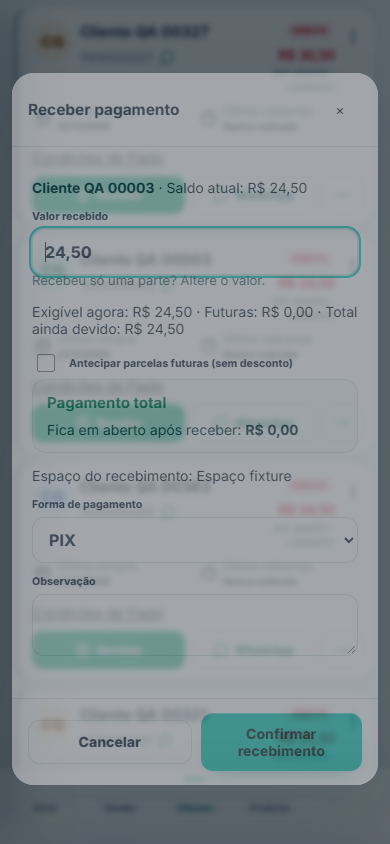 Cliente QA 00327
Receber pagamento
×
Cliente QA 00003 · Saldo atual: R$ 24,50
Valor recebido
24,50
Recebeu só uma parte? Altere o valor.
Exigível agora: R$ 24,50 · Futuras: R$ 0,00 · Total
ainda devido: R$ 24,50
Antecipar parcelas futuras (sem desconto)
Pagamento total
Fica em aberto após receber: R$ 0,00
Espaço do recebimento: Espaço fixture
Forma de pagamento
PIX
Observação
Cancelar
Confirmar
recebimento